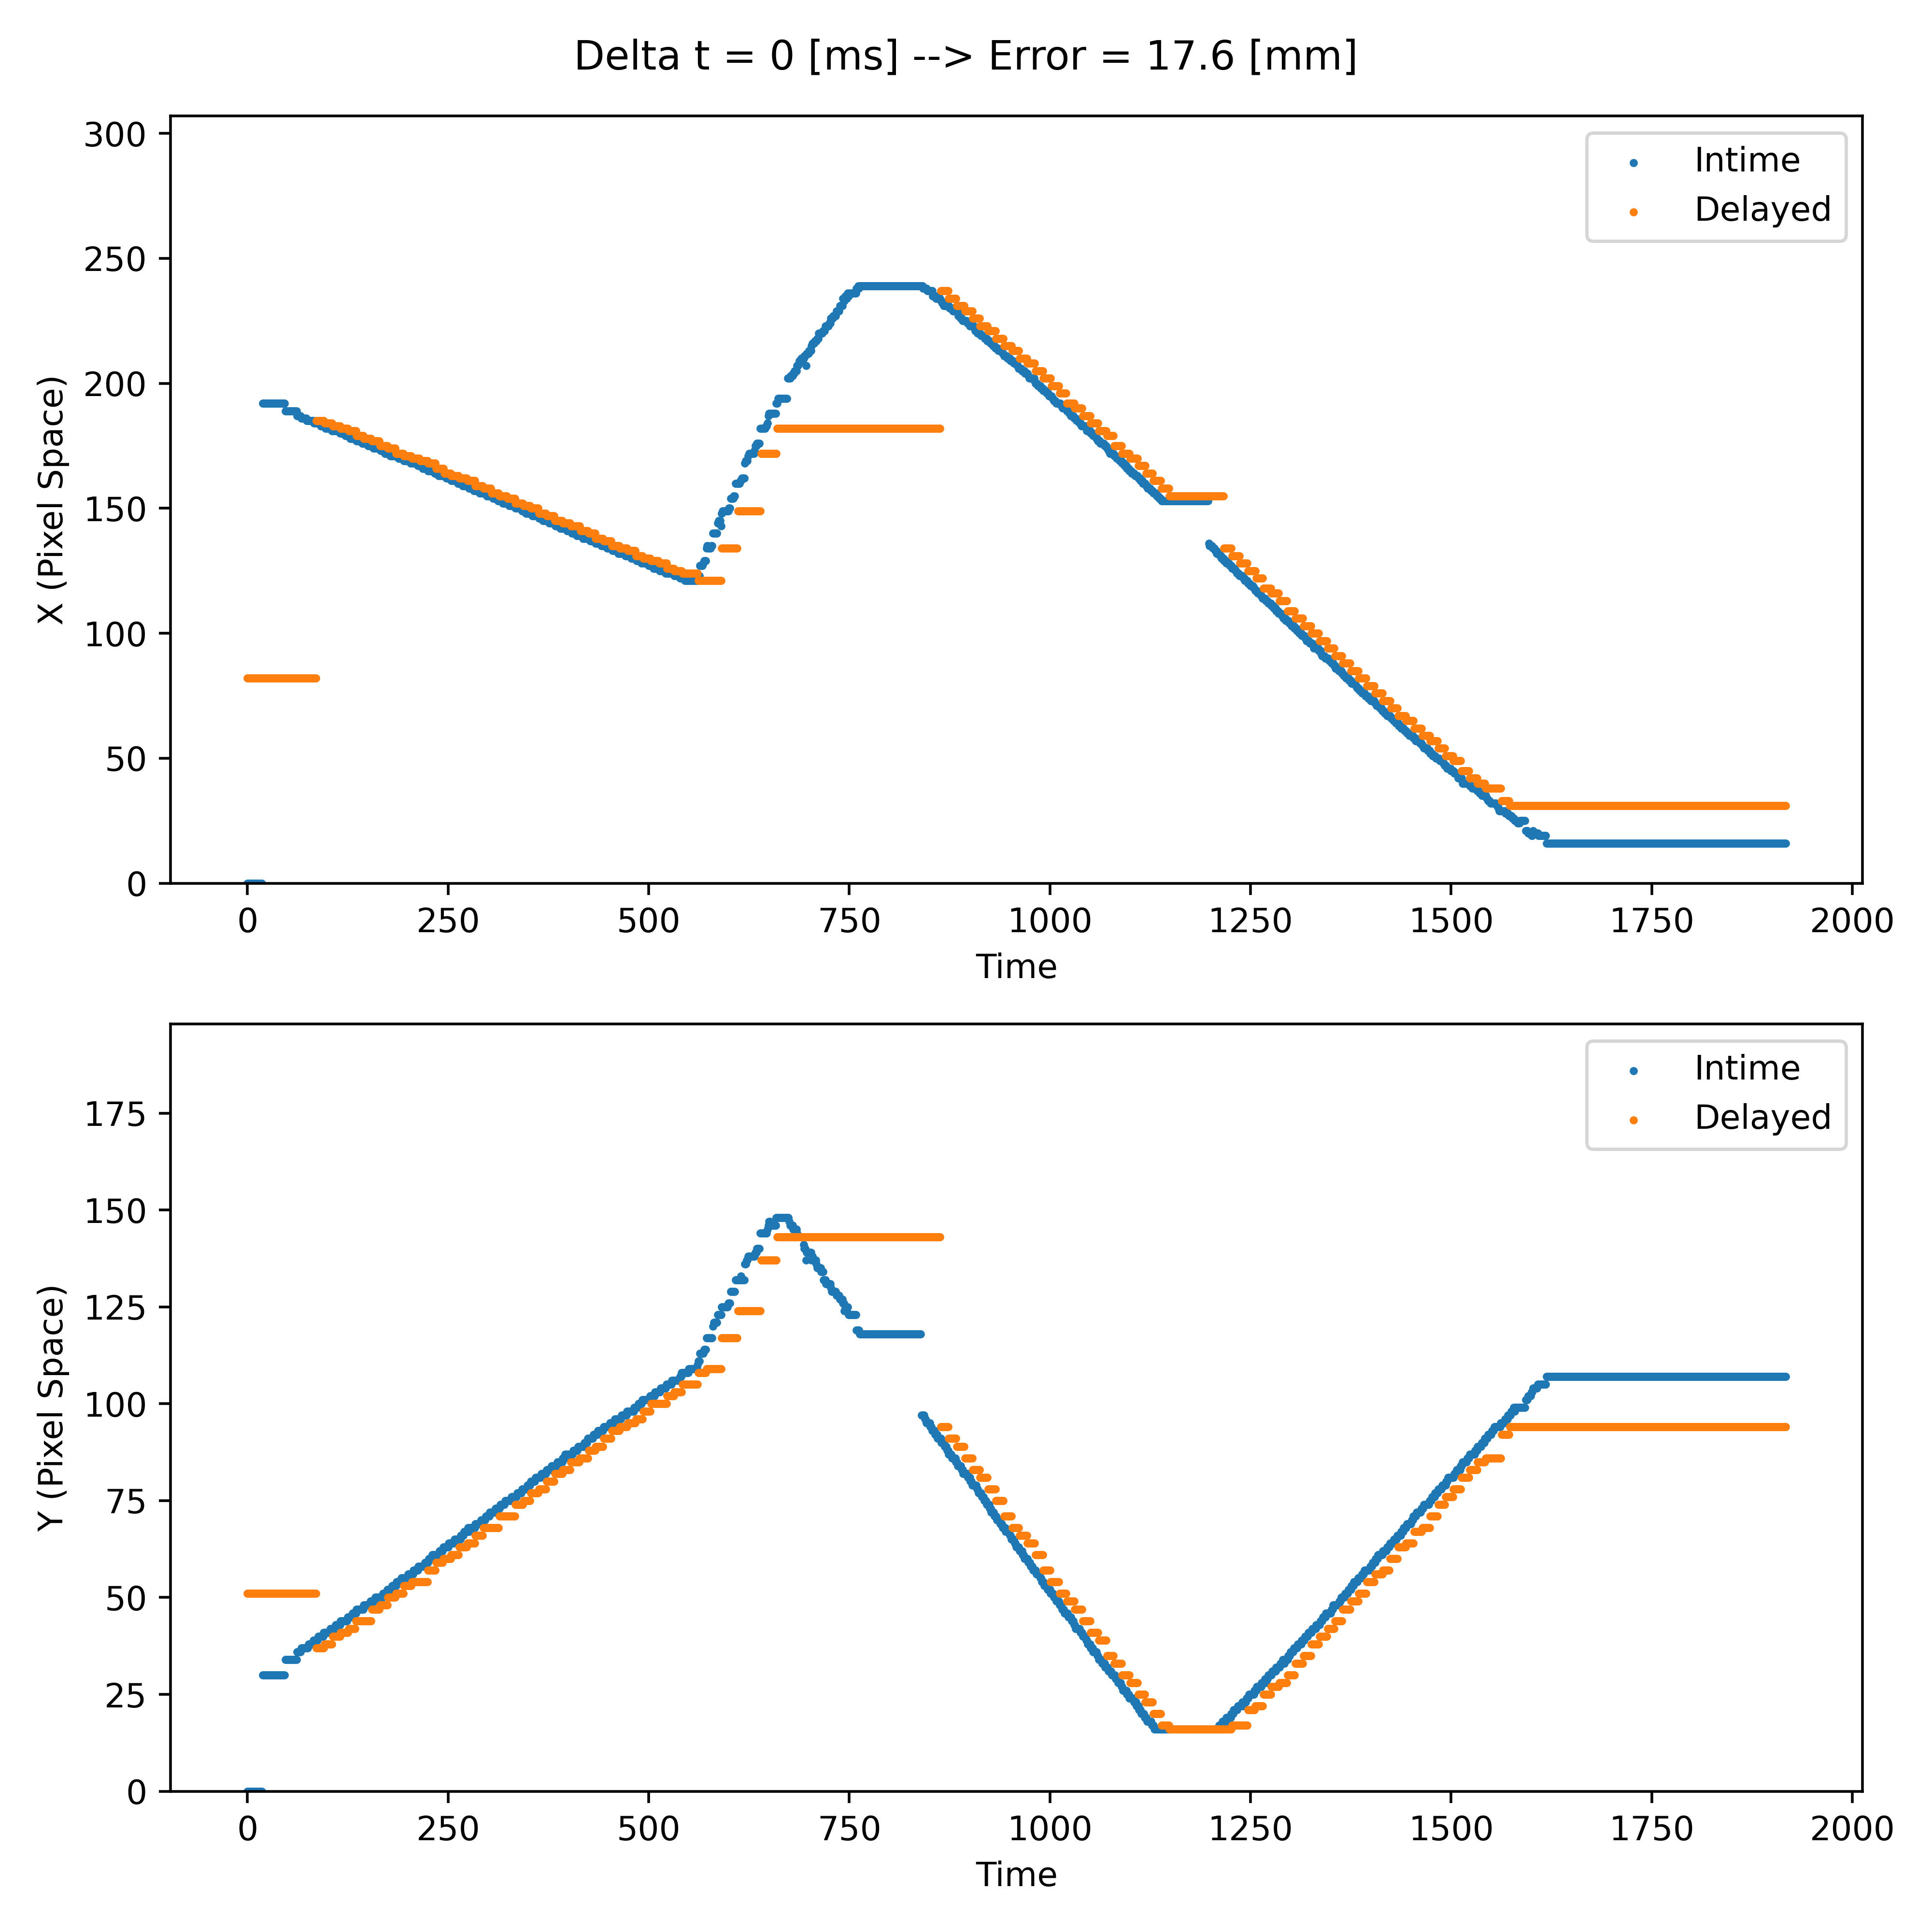 Delta t = 0 [ms] --> Error = 17.6 [mm]
300
250
200
150
100
50
0
X (Pixel Space)
Intime
Delayed
0 250 500 750 1000 1250 1500 1750 2000
Time
175
150
125
100
75
50
25
0
Y (Pixel Space)
Intime
Delayed
0 250 500 750 1000 1250 1500 1750 2000
Time